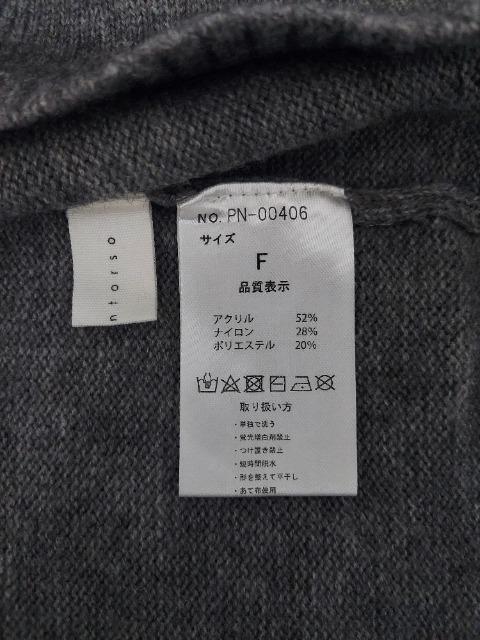 ntorso
NO. PN-00406
サイズ
F
品質表示
アクリル 52%
ナイロン 28%
ポリエステル 20%
取り扱い方
・単独で洗う
・蛍光増白剤禁止
・つけ置き禁止
・短時間脱水
・形を整えて平干し
・あて布使用